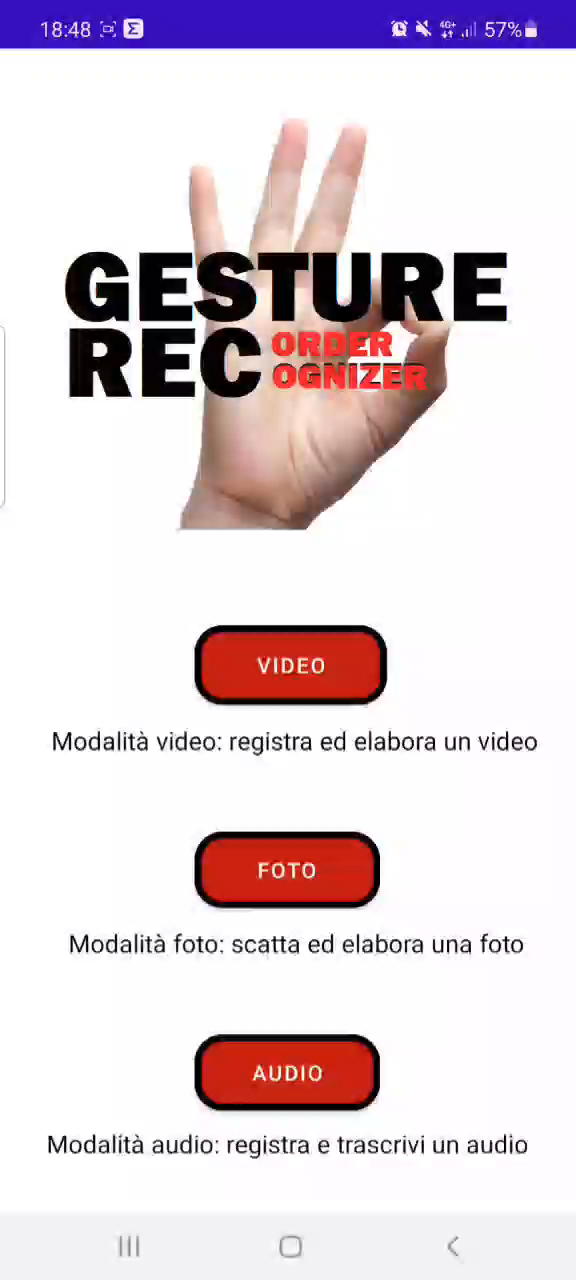 18:48 Σ 4G+ 57%
GESTURE
REC ORDER
OGNIZER
VIDEO
Modalità video: registra ed elabora un video
FOTO
Modalità foto: scatta ed elabora una foto
AUDIO
Modalità audio: registra e trascrivi un audio